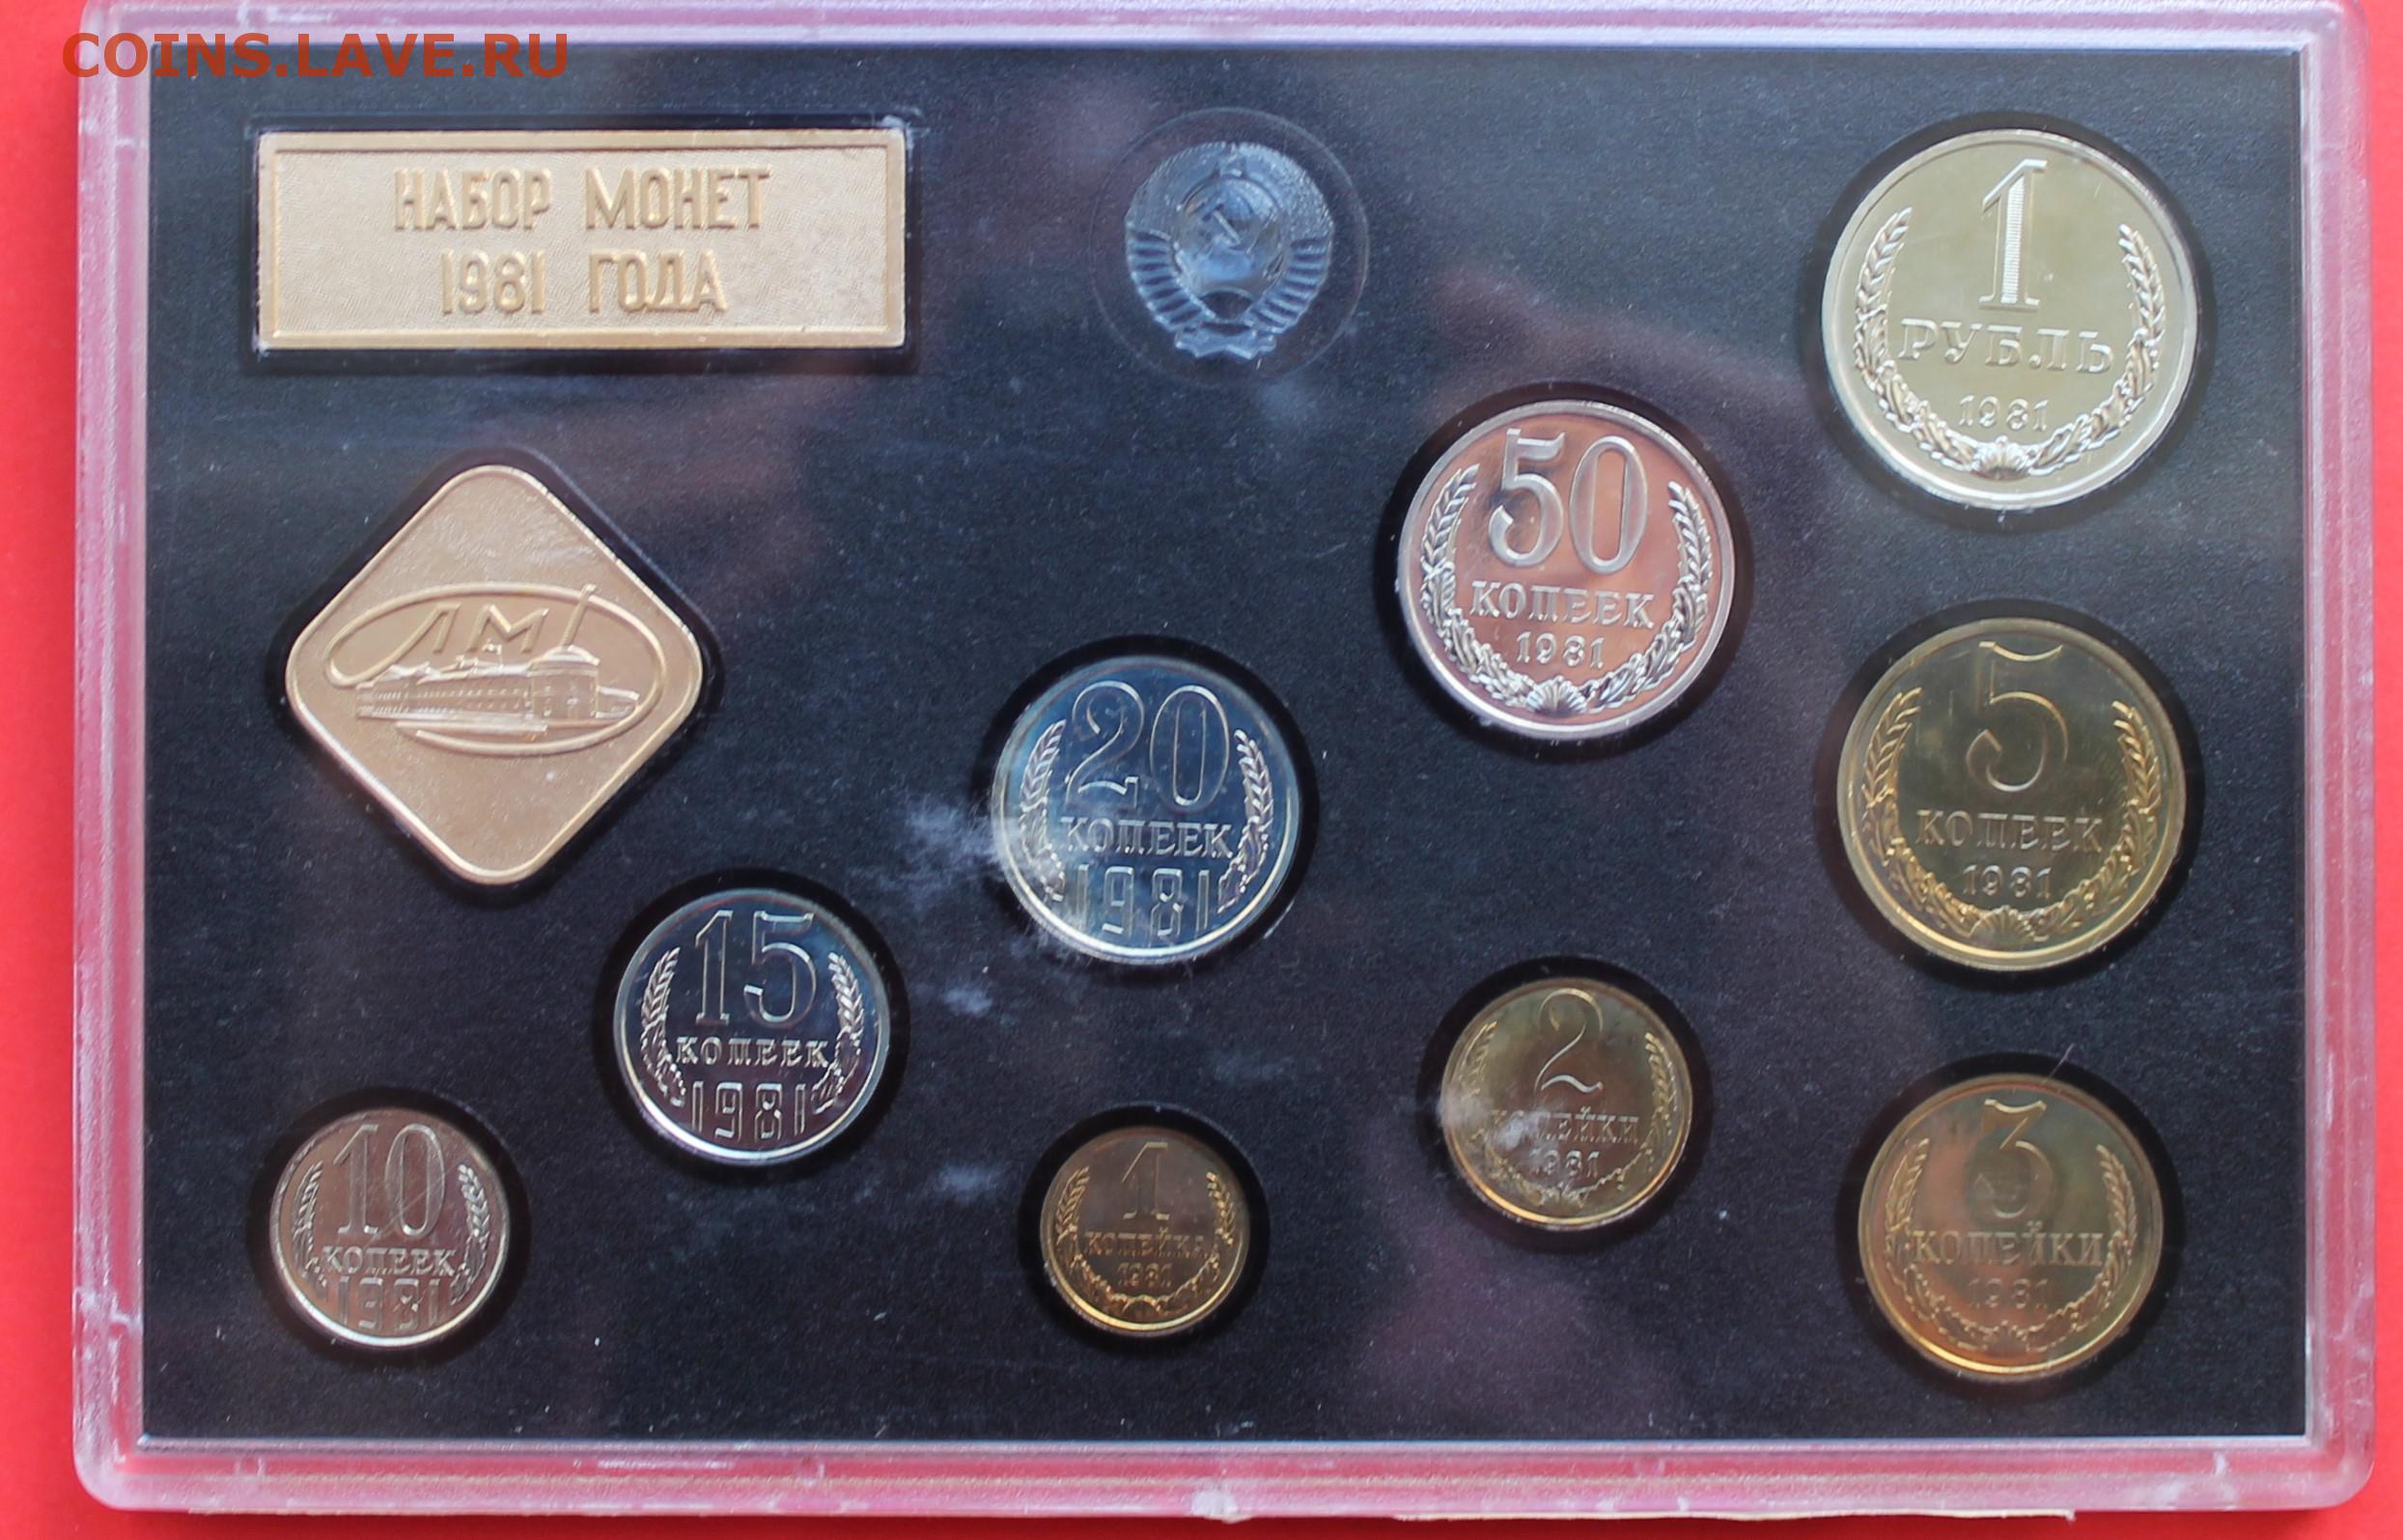 COINS.LAVE.RU
НАБОР МОНЕТ
1981 ГОДА
1
РУБЛЬ
1981
50
КОПЕЕК
1981
ЛМД
20
КОПЕЕК
1981
5
КОПЕЕК
1981
15
КОПЕЕК
1981
2
КОПЕЙКИ
1981
10
КОПЕЕК
1981
1
КОПЕЙКА
1981
3
КОПЕЙКИ
1981